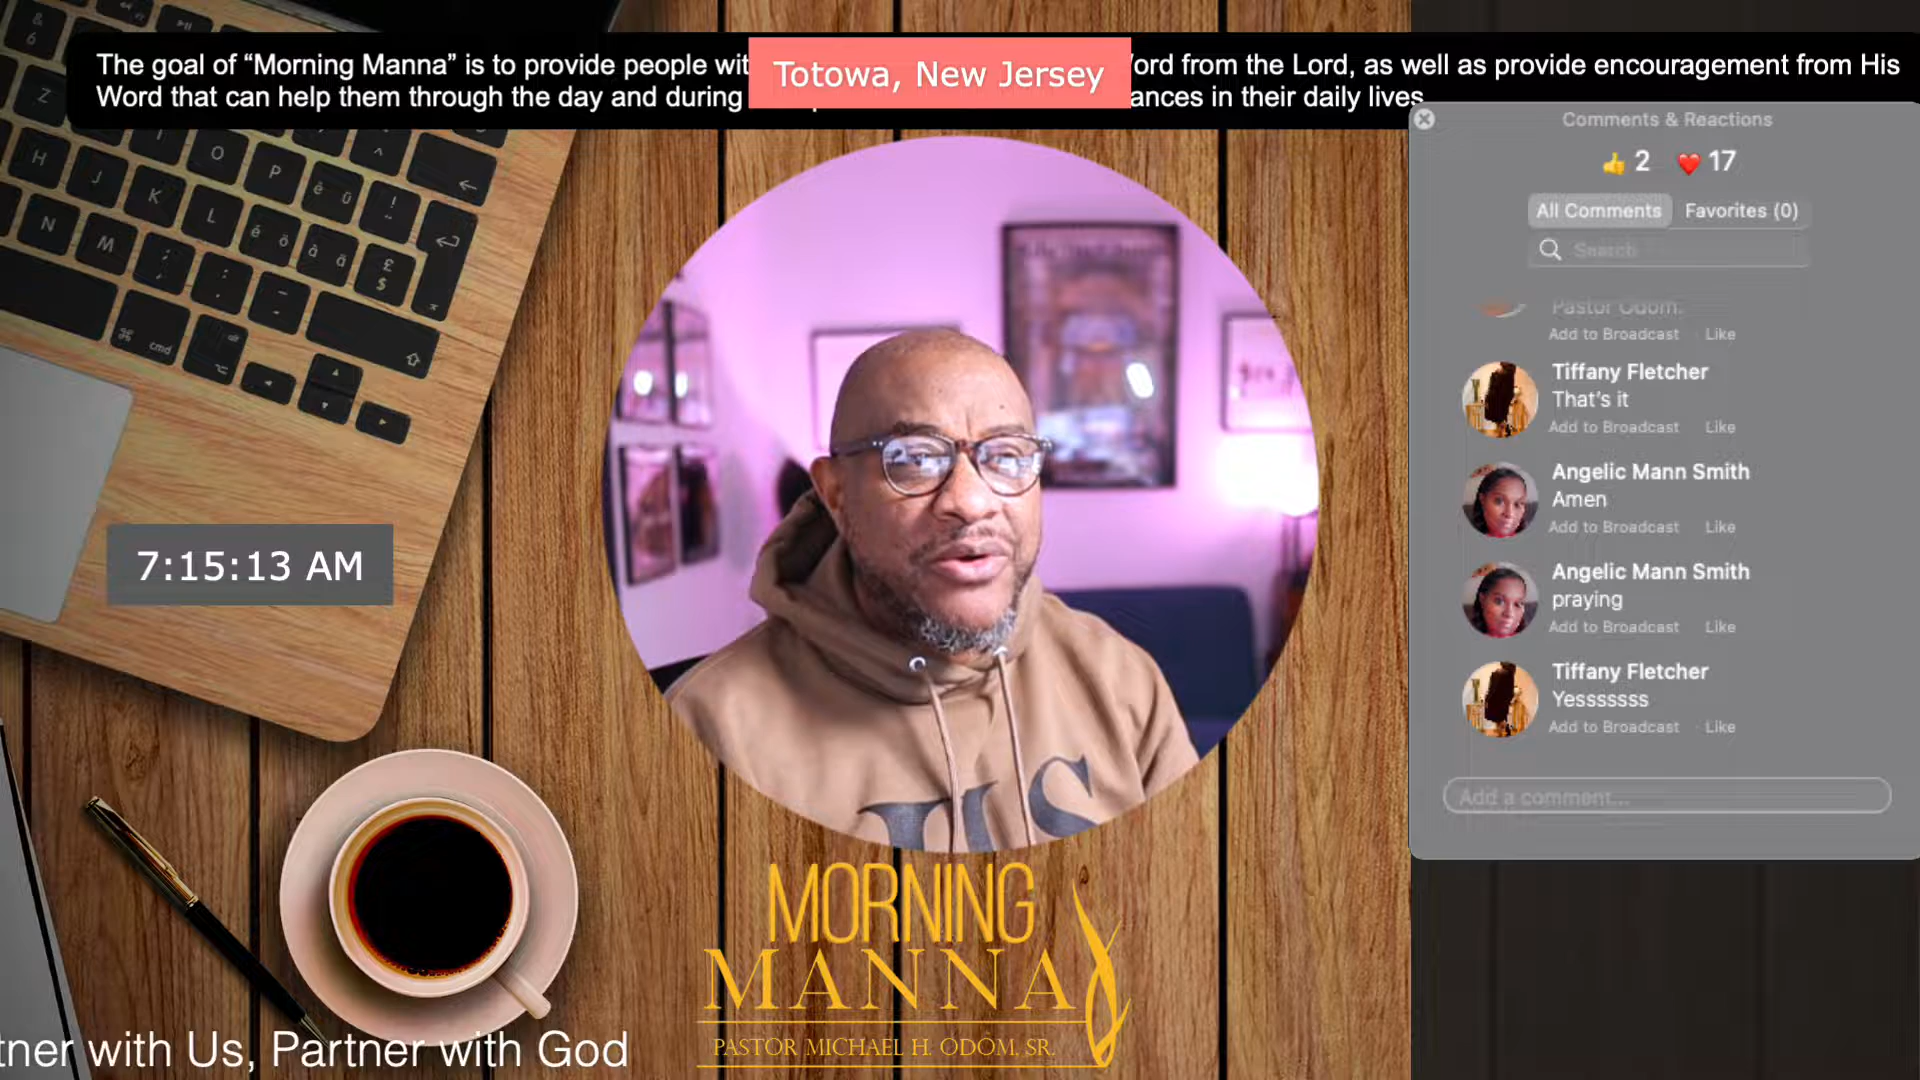 The goal of “Morning Manna” is to provide people wit
Totowa, New Jersey
ord from the Lord, as well as provide encouragement from His
Word that can help them through the day and during
ances in their daily lives
Comments & Reactions
👍 2 ❤️ 17
All Comments Favorites (0)
Search
Pastor Odom.
Add to Broadcast Like
Tiffany Fletcher
That's it
Add to Broadcast Like
Angelic Mann Smith
Amen
Add to Broadcast Like
Angelic Mann Smith
praying
Add to Broadcast Like
Tiffany Fletcher
Yesssssss
Add to Broadcast Like
Add a comment...
7:15:13 AM
MORNING
MANNA
PASTOR MICHAEL H. ODOM, SR.
tner with Us, Partner with God
&
6
Z
H
J
K
L
O
P
N
M
I
é ö
à ä
è ü
£
$
!
cmd